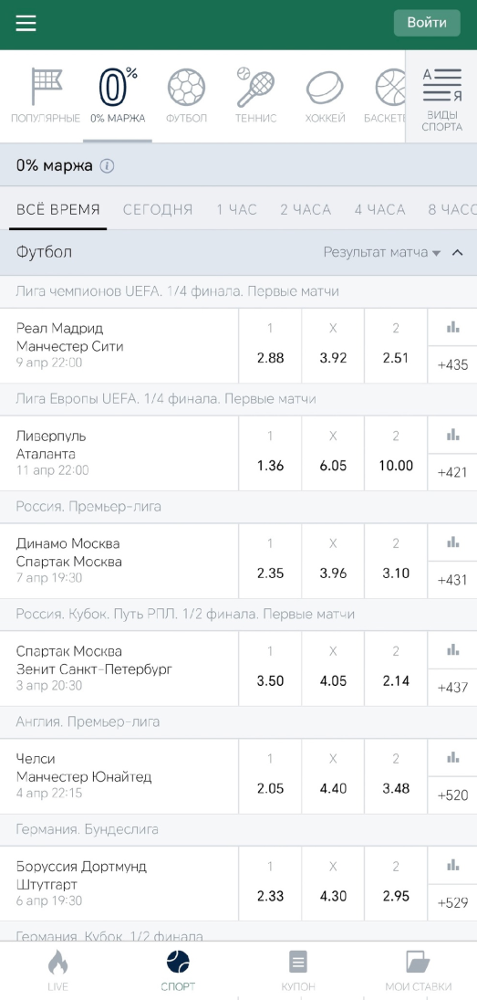 Войти
0%
ПОПУЛЯРНЫЕ
0% МАРЖА
ФУТБОЛ
ТЕННИС
ХОККЕЙ
БАСКЕТ
А
Я
ВИДЫ
СПОРТА
0% маржа
ВСЁ ВРЕМЯ СЕГОДНЯ 1 ЧАС 2 ЧАСА 4 ЧАСА 8 ЧАСО
Футбол Результат матча
Лига чемпионов UEFA. 1/4 финала. Первые матчи
Реал Мадрид
Манчестер Сити
9 апр 22:00
1 X 2
2.88 3.92 2.51
+435
Лига Европы UEFA. 1/4 финала. Первые матчи
Ливерпуль
Аталанта
11 апр 22:00
1 X 2
1.36 6.05 10.00
+421
Россия. Премьер-лига
Динамо Москва
Спартак Москва
7 апр 19:30
1 X 2
2.35 3.96 3.10
+431
Россия. Кубок. Путь РПЛ. 1/2 финала. Первые матчи
Спартак Москва
Зенит Санкт-Петербург
3 апр 20:30
1 X 2
3.50 4.05 2.14
+437
Англия. Премьер-лига
Челси
Манчестер Юнайтед
4 апр 22:15
1 X 2
2.05 4.40 3.48
+520
Германия. Бундеслига
Боруссия Дортмунд
Штутгарт
6 апр 19:30
1 X 2
2.33 4.30 2.95
+529
Германия. Кубок. 1/2 финала
LIVE
СПОРТ
КУПОН
МОИ СТАВКИ